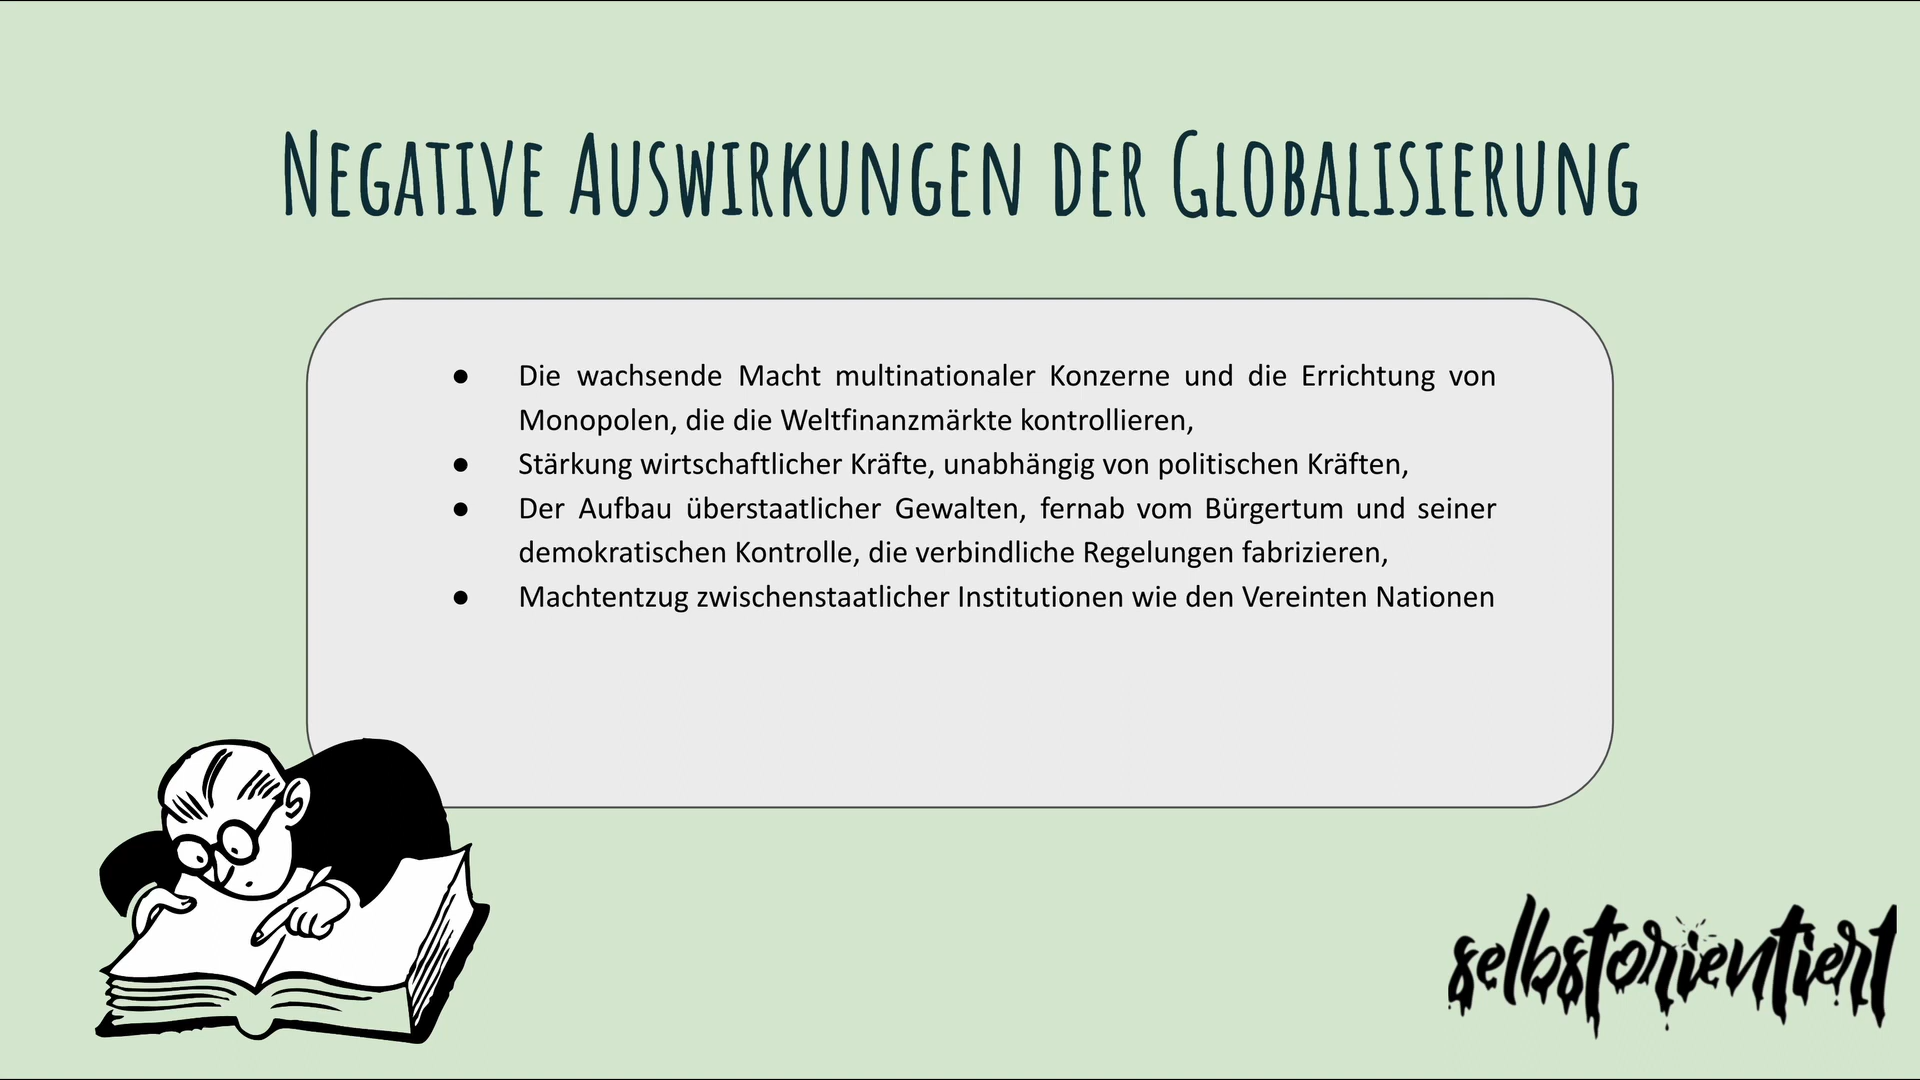 Negative Auswirkungen der Globalisierung
● Die wachsende Macht multinationaler Konzerne und die Errichtung von
Monopolen, die die Weltfinanzmärkte kontrollieren,
● Stärkung wirtschaftlicher Kräfte, unabhängig von politischen Kräften,
● Der Aufbau überstaatlicher Gewalten, fernab vom Bürgertum und seiner
demokratischen Kontrolle, die verbindliche Regelungen fabrizieren,
● Machtentzug zwischenstaatlicher Institutionen wie den Vereinten Nationen
selbstorientiert